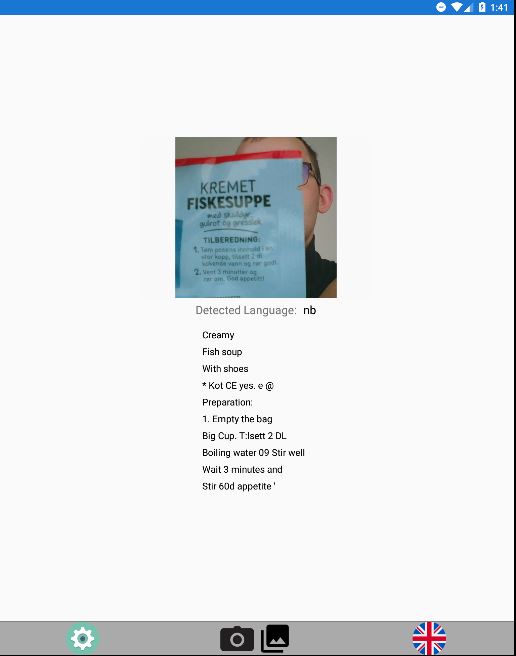 1:41
KREMET
FISKESUPPE
med skalldyr,
gulrot og gressløk
TILBEREDNING:
1. Tøm posens innhold i en
stor kopp, tilsett 2 dl
kokende vann og rør godt.
2. Vent 3 minutter og
rør om. God appetitt!
Detected Language: nb
Creamy
Fish soup
With shoes
* Kot CE yes. e @
Preparation:
1. Empty the bag
Big Cup. T:lsett 2 DL
Boiling water 09 Stir well
Wait 3 minutes and
Stir 60d appetite '